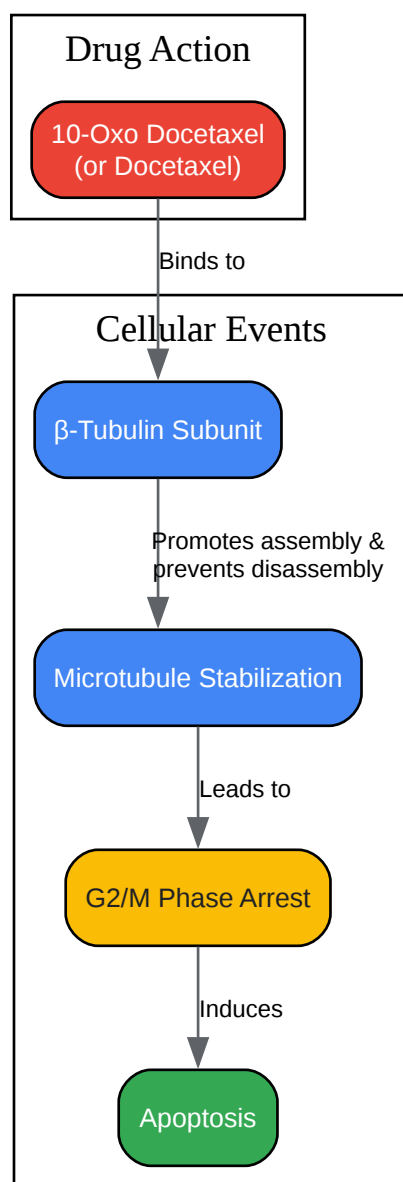 Drug Action
10-Oxo Docetaxel
(or Docetaxel)
Binds to
Cellular Events
β-Tubulin Subunit
Promotes assembly &
prevents disassembly
Microtubule Stabilization
Leads to
G2/M Phase Arrest
Induces
Apoptosis